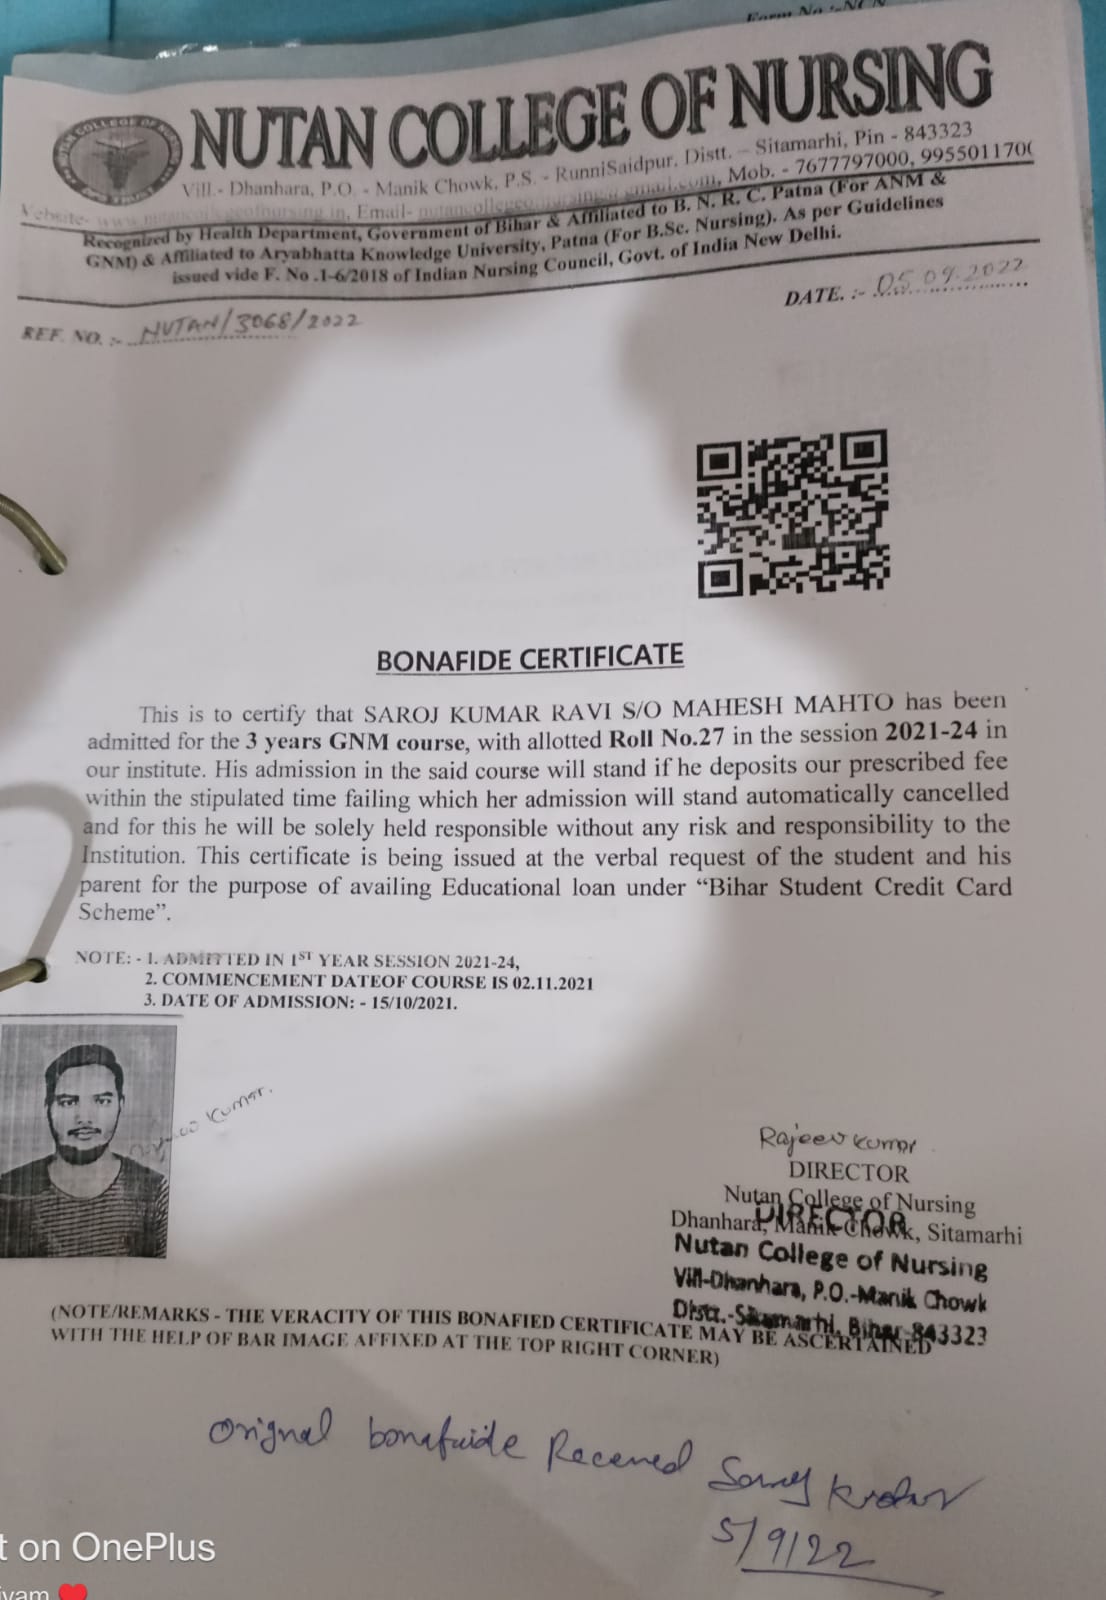 Form No :-NCN
NUTAN COLLEGE OF NURSING
Vill.- Dhanhara, P.O. - Manik Chowk, P.S. - RunniSaidpur, Distt. – Sitamarhi, Pin - 843323
Website- www.nutancollegeofnursing.in, Email- nutancollegeofnursing@gmail.com, Mob. - 7677797000, 995501170
Recognized by Health Department, Government of Bihar & Affiliated to B. N. R. C. Patna (For ANM &
GNM) & Affiliated to Aryabhatta Knowledge University, Patna (For B.Sc. Nursing). As per Guidelines
issued vide F. No .1-6/2018 of Indian Nursing Council, Govt. of India New Delhi.
DATE. :- 05.09.2022
REF. NO. :- NUTAN/3068/2022
BONAFIDE CERTIFICATE
This is to certify that SAROJ KUMAR RAVI S/O MAHESH MAHTO has been
admitted for the 3 years GNM course, with allotted Roll No.27 in the session 2021-24 in
our institute. His admission in the said course will stand if he deposits our prescribed fee
within the stipulated time failing which her admission will stand automatically cancelled
and for this he will be solely held responsible without any risk and responsibility to the
Institution. This certificate is being issued at the verbal request of the student and his
parent for the purpose of availing Educational loan under “Bihar Student Credit Card
Scheme”.
NOTE: - 1. ADMITTED IN 1ST YEAR SESSION 2021-24,
2. COMMENCEMENT DATEOF COURSE IS 02.11.2021
3. DATE OF ADMISSION: - 15/10/2021.
Kumar.
Rajeev Kumar
DIRECTOR
Nutan College of Nursing
Dhanhara, Manik Chowk, Sitamarhi
DIRECTOR
Nutan College of Nursing
Vill-Dhanhara, P.O.-Manik Chowk
Distt.-Sitamarhi, Bihar-843323
(NOTE/REMARKS - THE VERACITY OF THIS BONAFIED CERTIFICATE MAY BE ASCERTAINED
WITH THE HELP OF BAR IMAGE AFFIXED AT THE TOP RIGHT CORNER)
Orignal bonafuide Receved Saroj Kumar
5/9/22
t on OnePlus
ivam ❤️